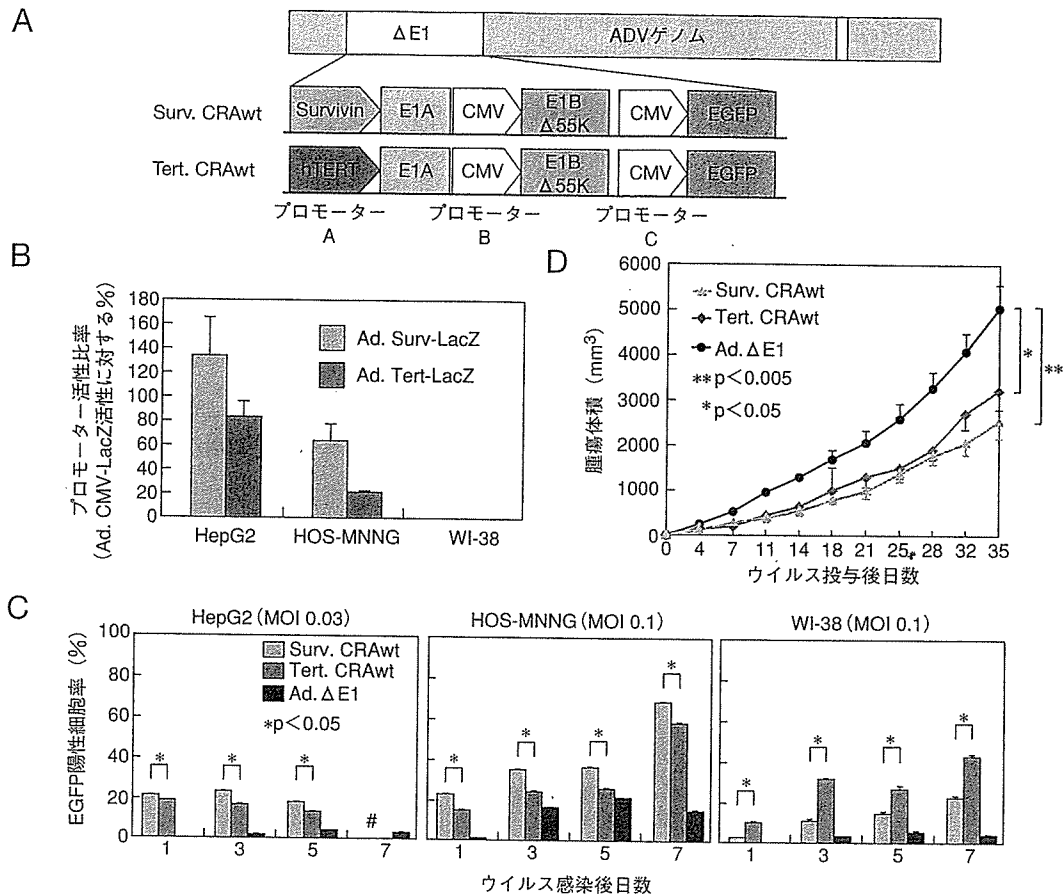 A
ΔE1
ADVゲノム
Surv. CRAwt
Survivin
E1A
CMV
E1B
Δ55K
CMV
EGFP
Tert. CRAwt
hTERT
E1A
CMV
E1B
Δ55K
CMV
EGFP
プロモーター
A
プロモーター
B
プロモーター
C
B
プロモーター活性比率
(Ad. CMV-LacZ活性に対する%)
180
160
140
120
100
80
60
40
20
0
Ad. Surv-LacZ
Ad. Tert-LacZ
HepG2
HOS-MNNG
WI-38
D
腫瘍体積 (mm³)
6000
5000
4000
3000
2000
1000
0
Surv. CRAwt
Tert. CRAwt
Ad. ΔE1
**p<0.005
*p<0.05
*
**
0 4 7 11 14 18 21 25 28 32 35
ウイルス投与後日数
C
EGFP陽性細胞率 (%)
100
80
60
40
20
0
HepG2 (MOI 0.03)
Surv. CRAwt
Tert. CRAwt
Ad. ΔE1
*p<0.05
* * * #
1 3 5 7
HOS-MNNG (MOI 0.1)
* * * *
1 3 5 7
WI-38 (MOI 0.1)
* * * *
1 3 5 7
ウイルス感染後日数